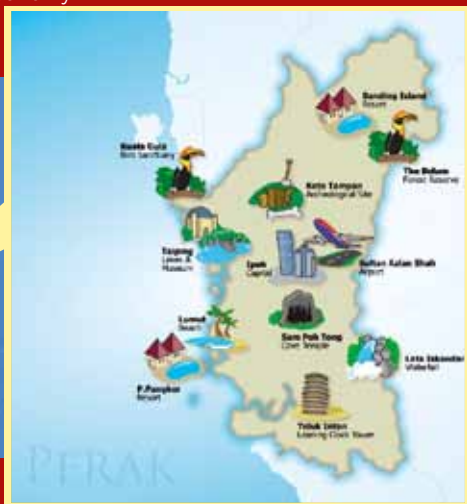 Banding Island
Resort
Kuala Gula
Bird Sanctuary
The Belum
Forest Reserve
Kota Tampan
Archeological Site
Taiping
Lakes &
Museum
Ipoh
Capital
Sultan Azlan Shah
Airport
Lumut
Beach
Sam Poh Tong
Cave Temple
Lata Iskandar
Waterfall
P.Pangkor
Resort
Teluk Intan
Leaning Clock Tower
PERAK